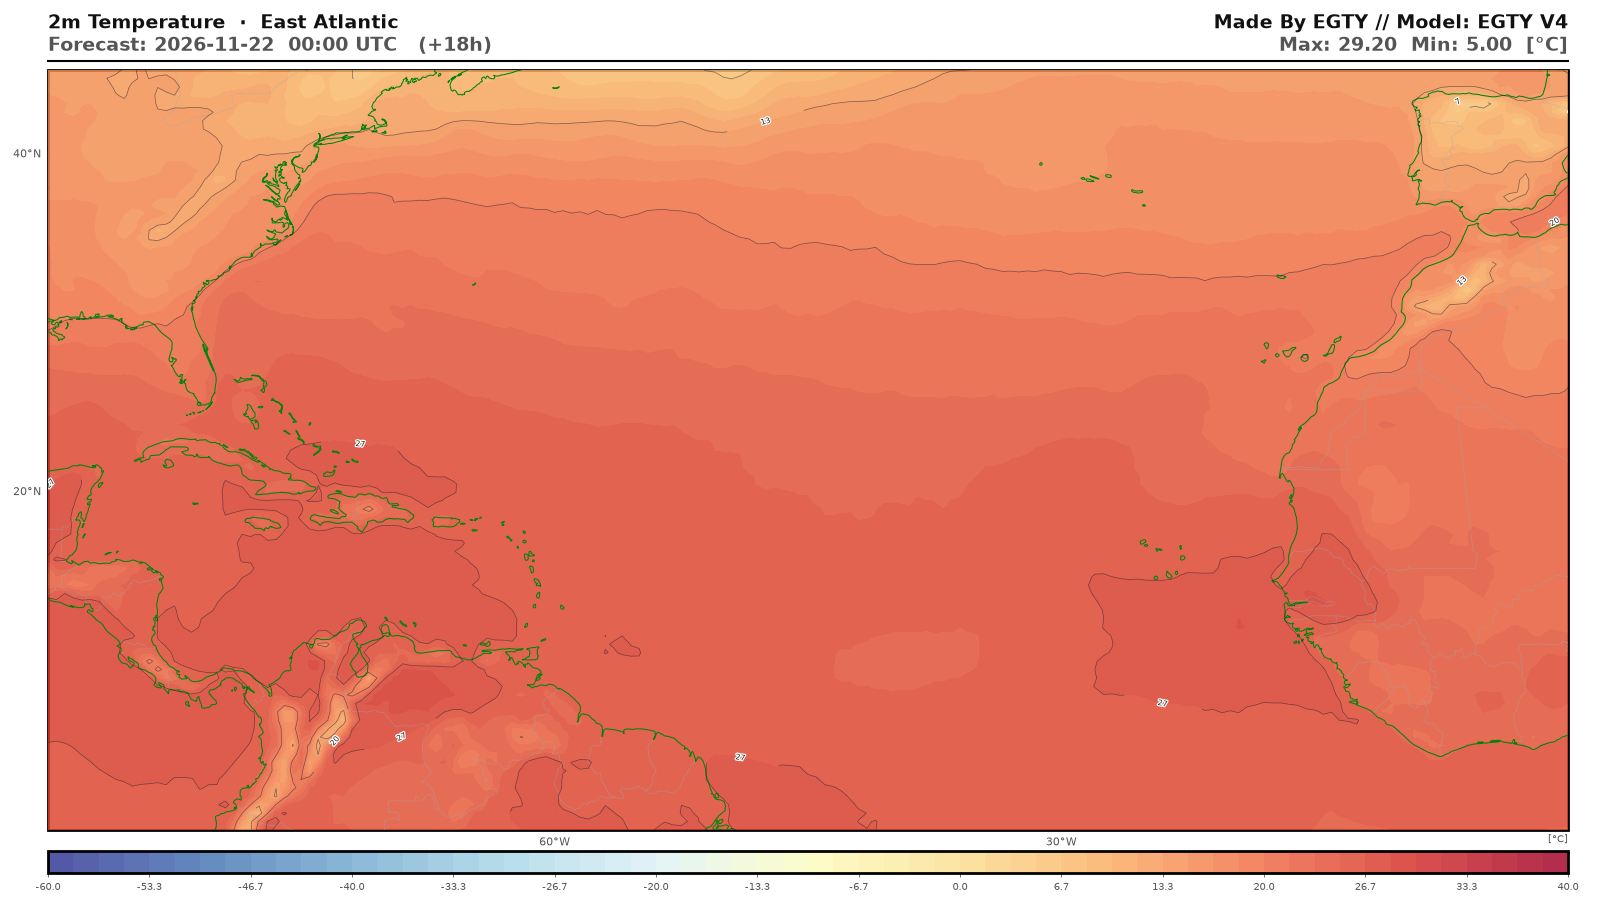 2m Temperature · East Atlantic
Made By EGTY // Model: EGTY V4
Forecast: 2026-11-22 00:00 UTC (+18h)
Max: 29.20 Min: 5.00 [°C]
7
13
40°N
20
13
27
20°N
27
27
20
27
27
60°W
30°W
[°C]
-60.0
-53.3
-46.7
-40.0
-33.3
-26.7
-20.0
-13.3
-6.7
0.0
6.7
13.3
20.0
26.7
33.3
40.0